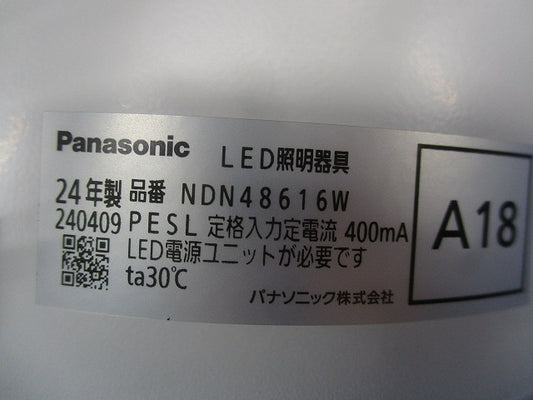 Panasonic LED照明器具
24年製 品番 NDN48616W
240409 PESL 定格入力定電流 400mA
LED電源ユニットが必要です
ta30℃
パナソニック株式会社
A18